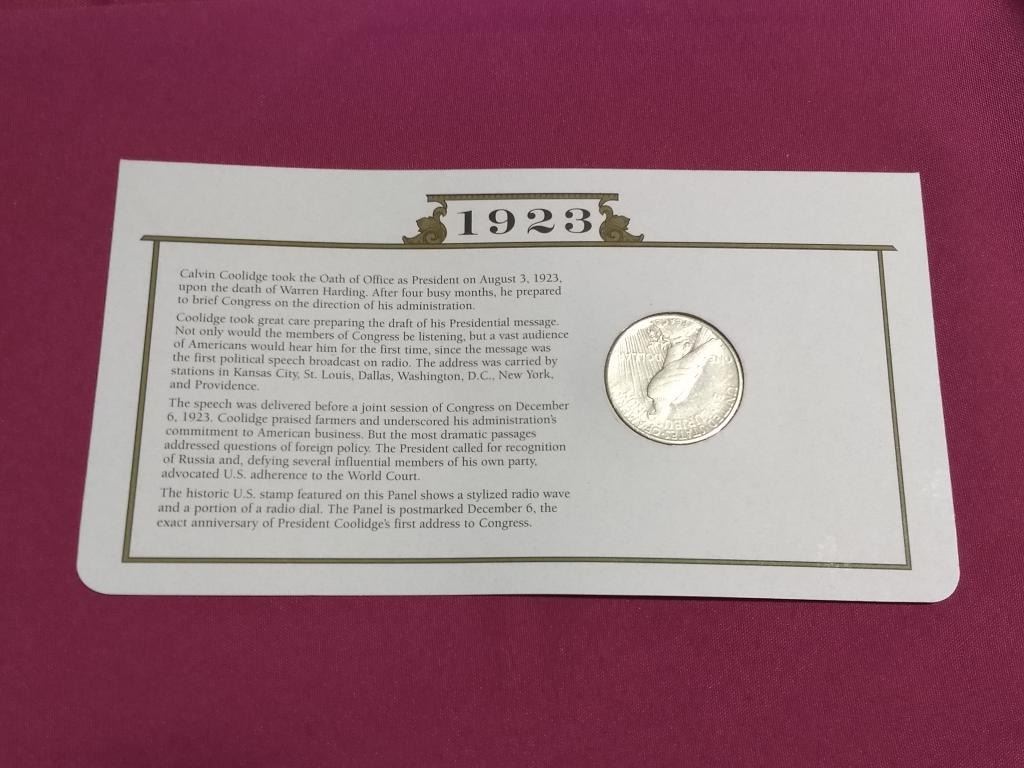 1923
Calvin Coolidge took the Oath of Office as President on August 3, 1923,
upon the death of Warren Harding. After four busy months, he prepared
to brief Congress on the direction of his administration.
Coolidge took great care preparing the draft of his Presidential message.
Not only would the members of Congress be listening, but a vast audience
of Americans would hear him for the first time, since the message was
the first political speech broadcast on radio. The address was carried by
stations in Kansas City, St. Louis, Dallas, Washington, D.C., New York,
and Providence.
The speech was delivered before a joint session of Congress on December
6, 1923. Coolidge praised farmers and underscored his administration's
commitment to American business. But the most dramatic passages
addressed questions of foreign policy. The President called for recognition
of Russia and, defying several influential members of his own party,
advocated U.S. adherence to the World Court.
The historic U.S. stamp featured on this Panel shows a stylized radio wave
and a portion of a radio dial. The Panel is postmarked December 6, the
exact anniversary of President Coolidge's first address to Congress.